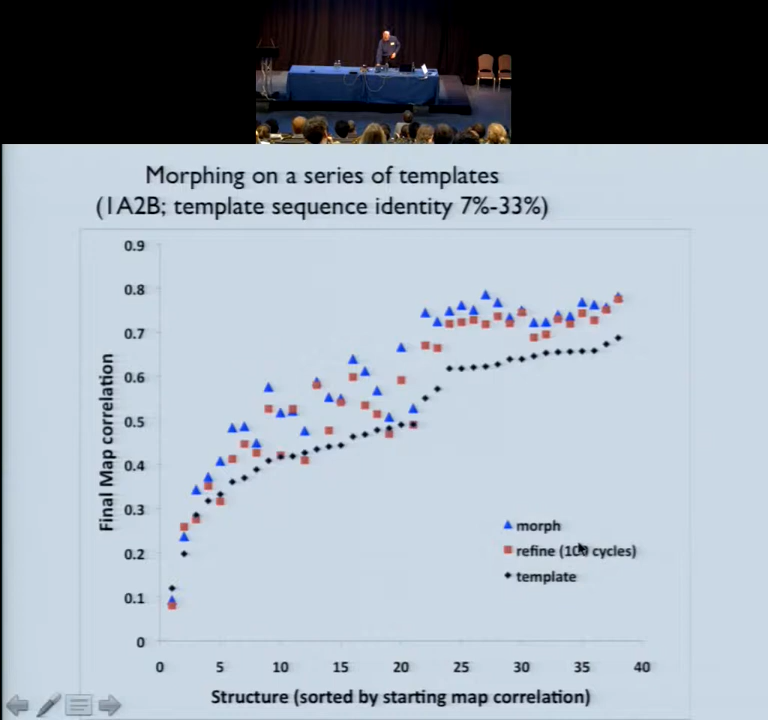 Morphing on a series of templates
(1A2B; template sequence identity 7%-33%)
Final Map correlation
0.9
0.8
0.7
0.6
0.5
0.4
0.3
0.2
0.1
0
morph
refine (100 cycles)
template
0 5 10 15 20 25 30 35 40
Structure (sorted by starting map correlation)